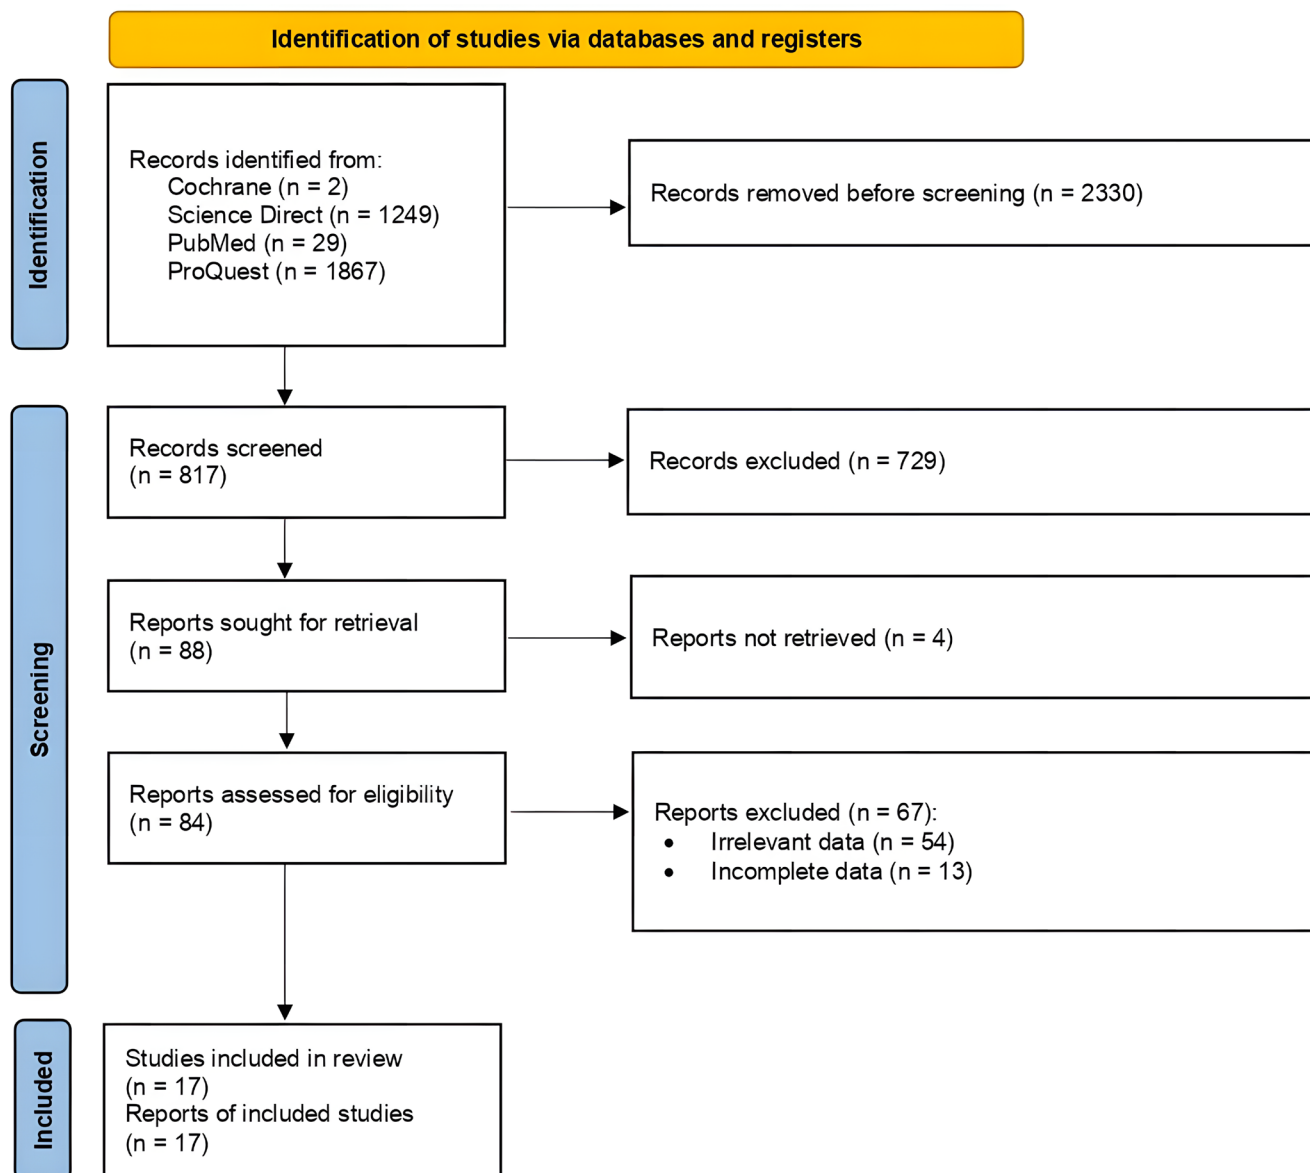 Identification of studies via databases and registers
Identification
Records identified from:
Cochrane (n = 2)
Science Direct (n = 1249)
PubMed (n = 29)
ProQuest (n = 1867)
Records removed before screening (n = 2330)
Screening
Records screened
(n = 817)
Records excluded (n = 729)
Reports sought for retrieval
(n = 88)
Reports not retrieved (n = 4)
Reports assessed for eligibility
(n = 84)
Reports excluded (n = 67):
• Irrelevant data (n = 54)
• Incomplete data (n = 13)
Included
Studies included in review
(n = 17)
Reports of included studies
(n = 17)